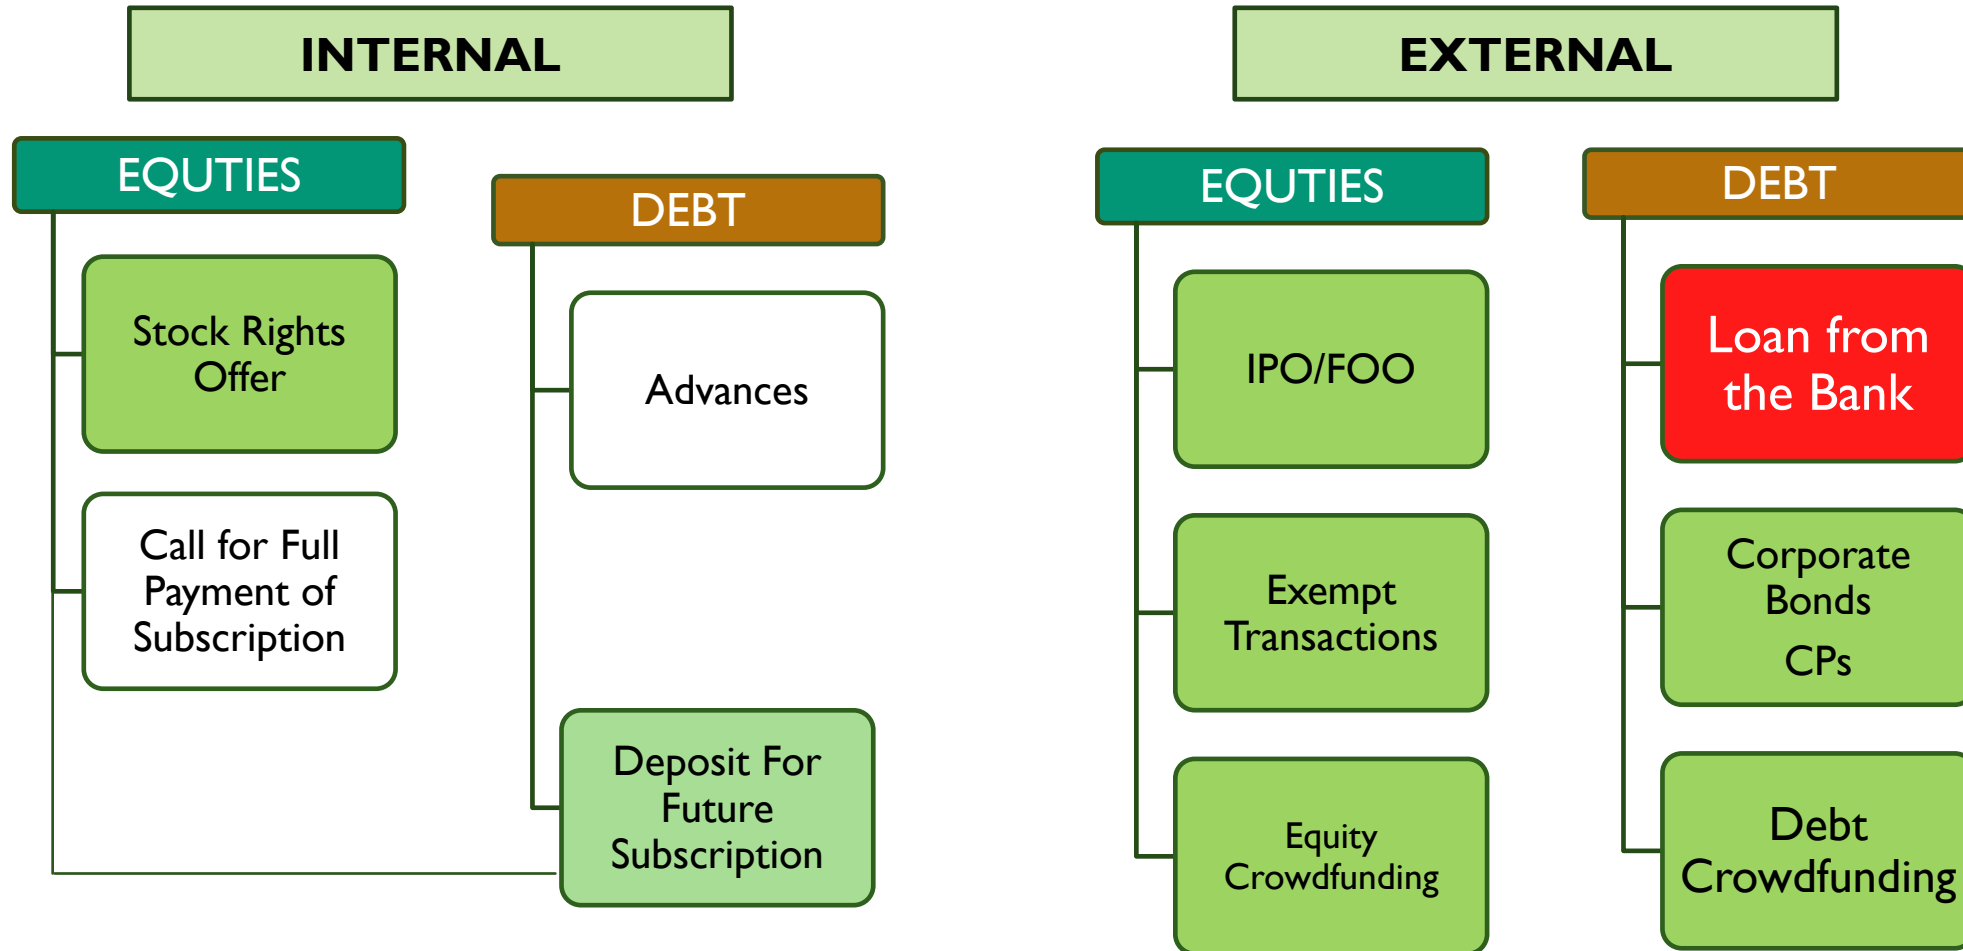 INTERNAL
EQUTIES
Stock Rights
Offer
Call for Full
Payment of
Subscription
DEBT
Advances
Deposit For
Future
Subscription
EXTERNAL
EQUTIES
IPO/FOO
Exempt
Transactions
Equity
Crowdfunding
DEBT
Loan from
the Bank
Corporate
Bonds
CPs
Debt
Crowdfunding